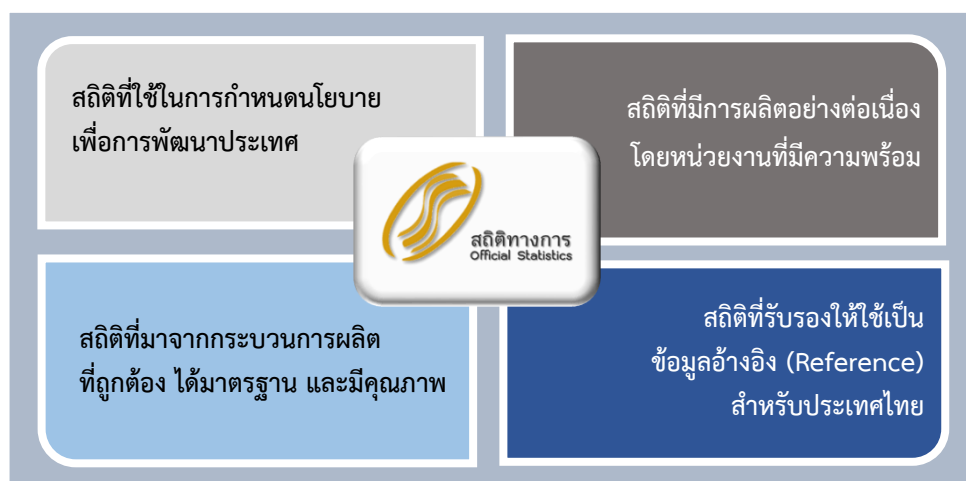 สถิติที่ใช้ในการกำหนดนโยบาย
เพื่อการพัฒนาประเทศ
สถิติที่มีการผลิตอย่างต่อเนื่อง
โดยหน่วยงานที่มีความพร้อม
สถิติทางการ
Official Statistics
สถิติที่มาจากกระบวนการผลิต
ที่ถูกต้อง ได้มาตรฐาน และมีคุณภาพ
สถิติที่รับรองให้ใช้เป็น
ข้อมูลอ้างอิง (Reference)
สำหรับประเทศไทย